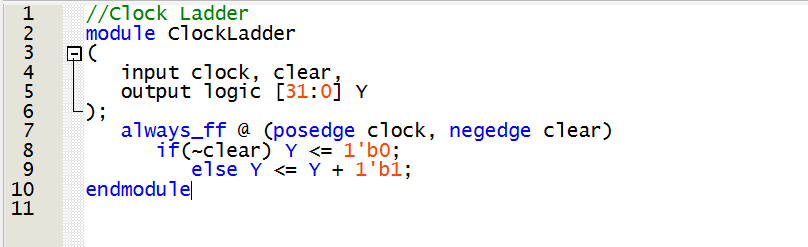 1 //Clock Ladder
2 module ClockLadder
3 (
4 input clock, clear,
5 output logic [31:0] Y
6 );
7 always_ff @ (posedge clock, negedge clear)
8 if(~clear) Y <= 1'b0;
9 else Y <= Y + 1'b1;
10 endmodule
11